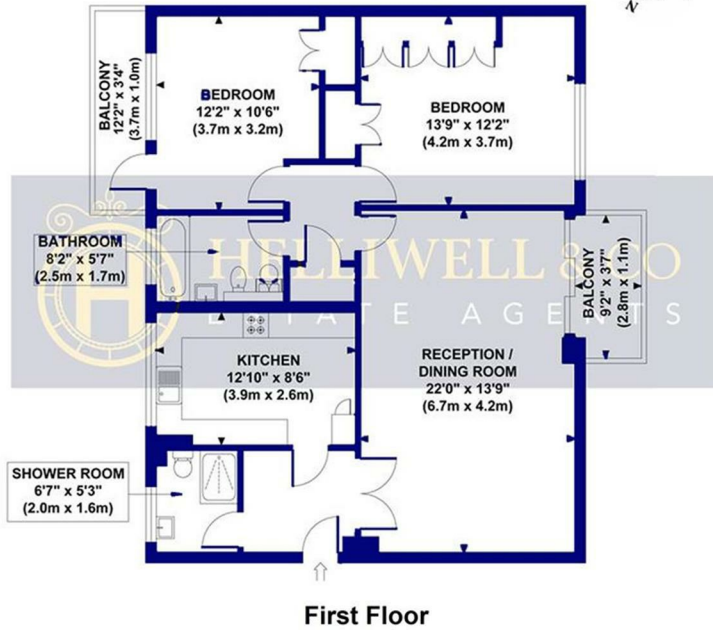 N
BALCONY
12'2" x 3'4"
(3.7m x 1.0m)
BEDROOM
12'2" x 10'6"
(3.7m x 3.2m)
BEDROOM
13'9" x 12'2"
(4.2m x 3.7m)
BATHROOM
8'2" x 5'7"
(2.5m x 1.7m)
H
HELLIWELL & CO
ESTATE AGENTS
BALCONY
9'2" x 3'7"
(2.8m x 1.1m)
KITCHEN
12'10" x 8'6"
(3.9m x 2.6m)
RECEPTION /
DINING ROOM
22'0" x 13'9"
(6.7m x 4.2m)
SHOWER ROOM
6'7" x 5'3"
(2.0m x 1.6m)
First Floor